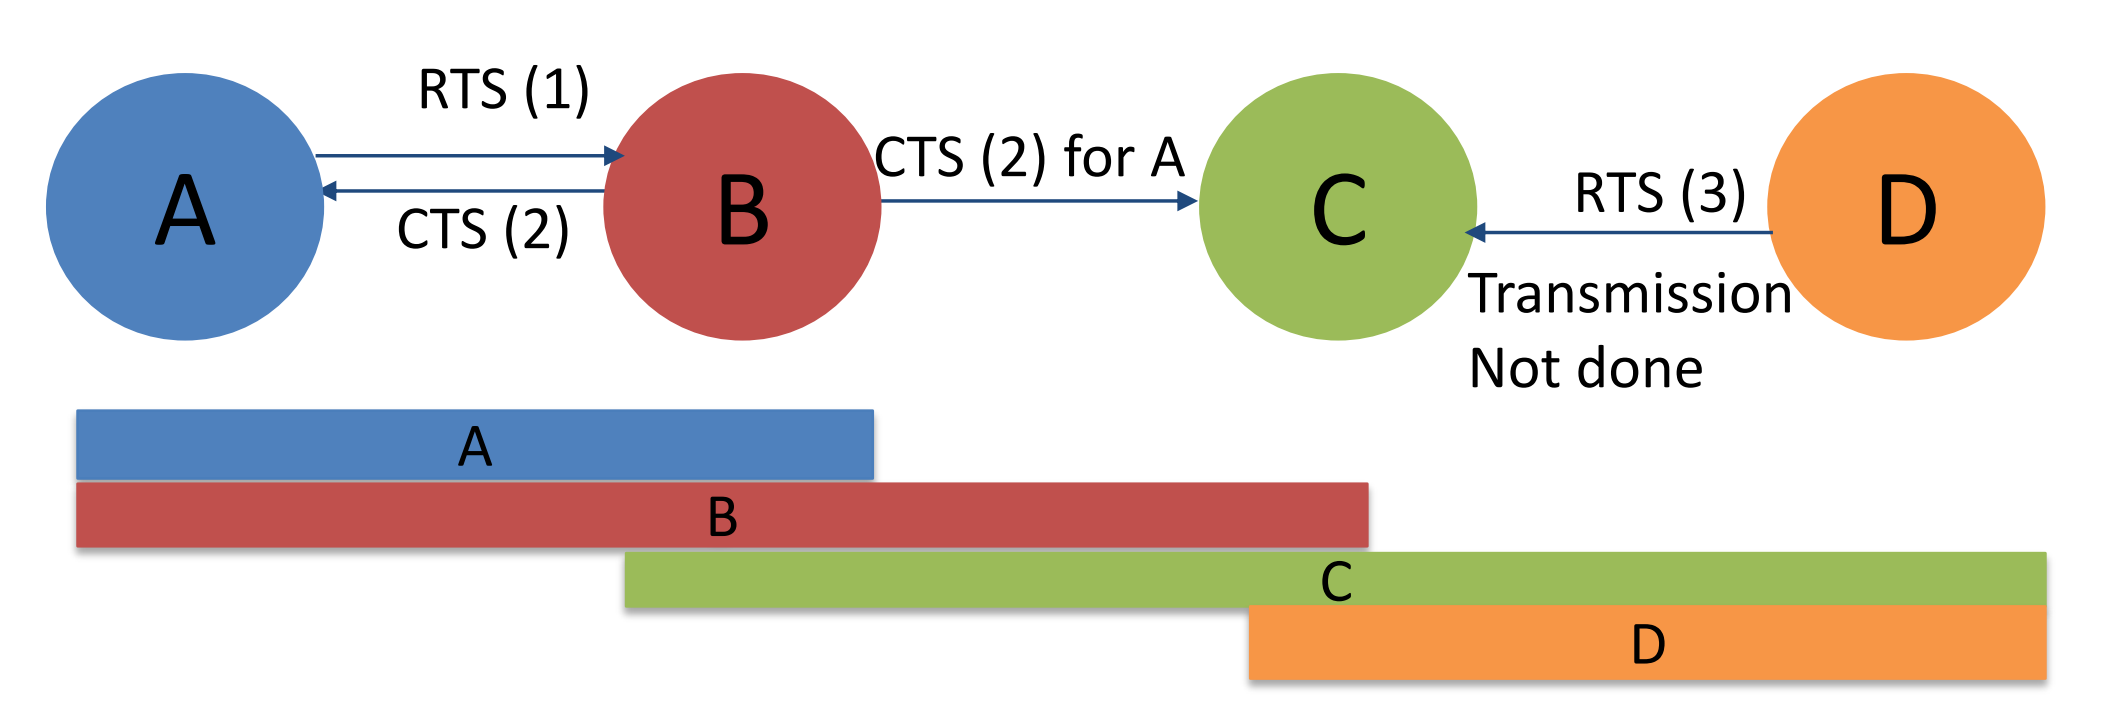 RTS (1)
A
B
CTS (2) for A
C
RTS (3)
D
CTS (2)
Transmission
Not done
A
B
C
D